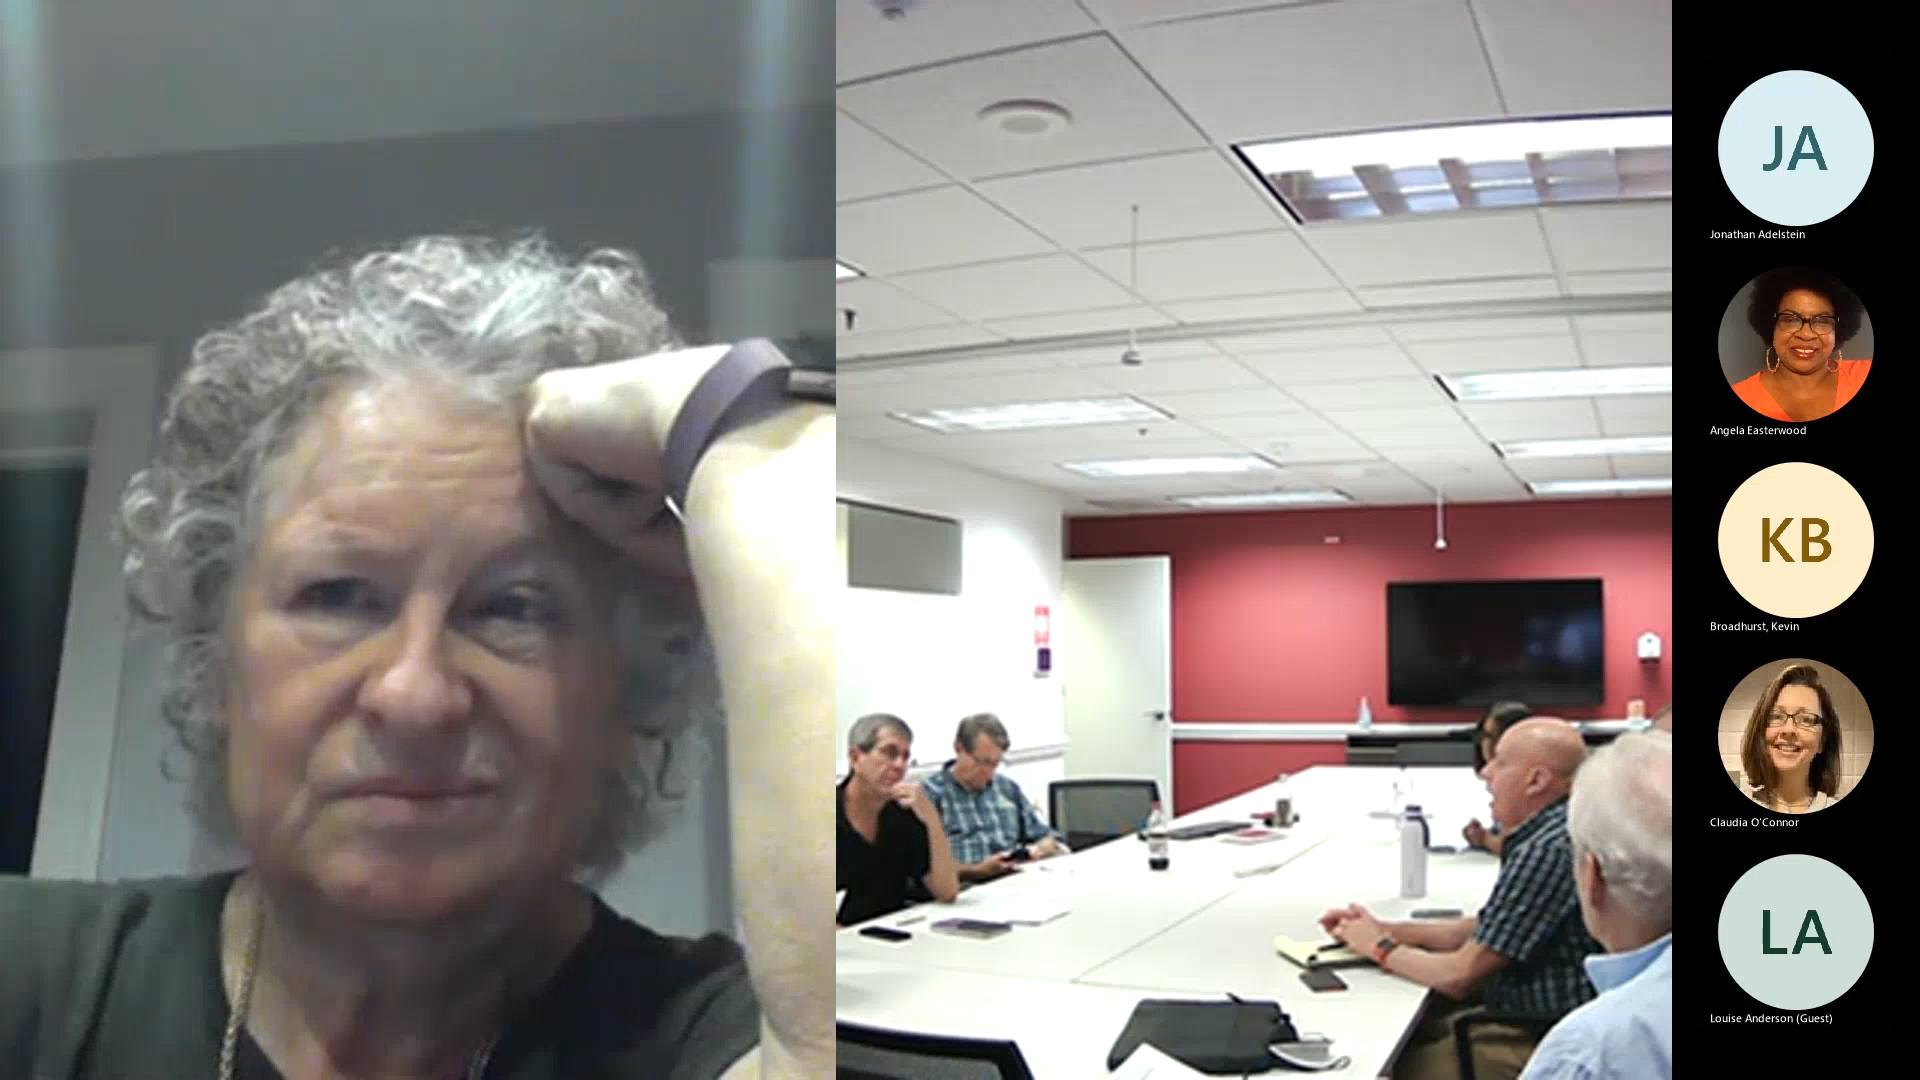 JA
Jonathan Adelstein
Angela Easterwood
KB
Broadhurst, Kevin
Claudia O'Connor
LA
Louise Anderson (Guest)